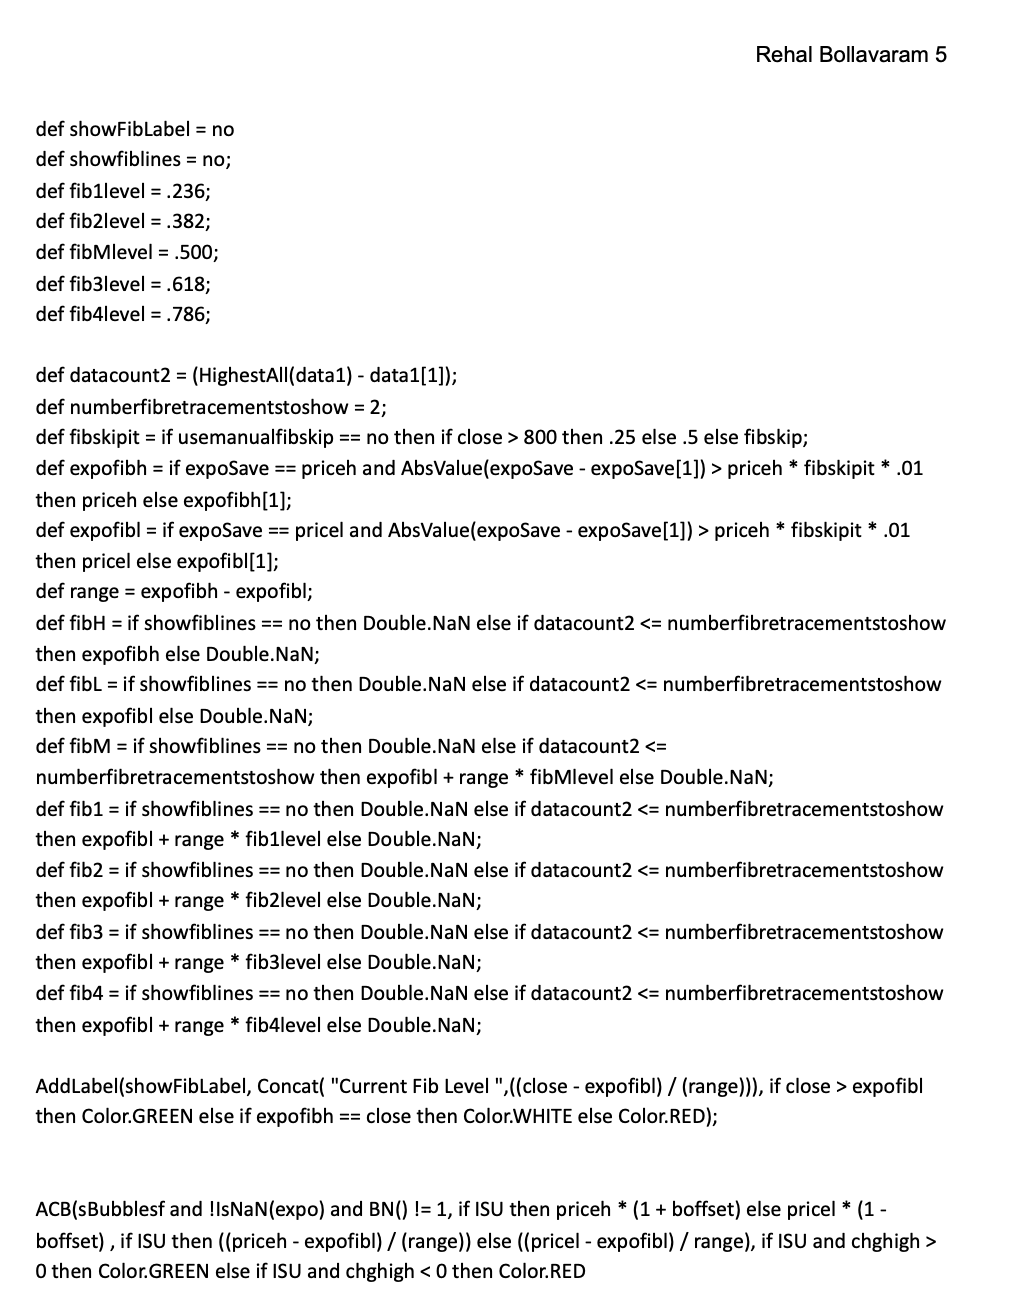 Rehal Bollavaram 5
def showFibLabel = no
def showfiblines = no;
def fib1level = .236;
def fib2level = .382;
def fibMlevel = .500;
def fib3level = .618;
def fib4level = .786;
def datacount2 = (HighestAll(data1) - data1[1]);
def numberfibretracementstoshow = 2;
def fibskipit = if usemanualfibskip == no then if close > 800 then .25 else .5 else fibskip;
def expofibh = if expoSave == priceh and AbsValue(expoSave - expoSave[1]) > priceh * fibskipit * .01
then priceh else expofibh[1];
def expofibl = if expoSave == pricel and AbsValue(expoSave - expoSave[1]) > priceh * fibskipit * .01
then pricel else expofibl[1];
def range = expofibh - expofibl;
def fibH = if showfiblines == no then Double.NaN else if datacount2 <= numberfibretracementstoshow
then expofibh else Double.NaN;
def fibL = if showfiblines == no then Double.NaN else if datacount2 <= numberfibretracementstoshow
then expofibl else Double.NaN;
def fibM = if showfiblines == no then Double.NaN else if datacount2 <=
numberfibretracementstoshow then expofibl + range * fibMlevel else Double.NaN;
def fib1 = if showfiblines == no then Double.NaN else if datacount2 <= numberfibretracementstoshow
then expofibl + range * fib1level else Double.NaN;
def fib2 = if showfiblines == no then Double.NaN else if datacount2 <= numberfibretracementstoshow
then expofibl + range * fib2level else Double.NaN;
def fib3 = if showfiblines == no then Double.NaN else if datacount2 <= numberfibretracementstoshow
then expofibl + range * fib3level else Double.NaN;
def fib4 = if showfiblines == no then Double.NaN else if datacount2 <= numberfibretracementstoshow
then expofibl + range * fib4level else Double.NaN;
AddLabel(showFibLabel, Concat( "Current Fib Level ",((close - expofibl) / (range))), if close > expofibl
then Color.GREEN else if expofibh == close then Color.WHITE else Color.RED);
ACB(sBubblesf and !IsNaN(expo) and BN() != 1, if ISU then priceh * (1 + boffset) else pricel * (1 -
boffset) , if ISU then ((priceh - expofibl) / (range)) else ((pricel - expofibl) / range), if ISU and chghigh >
0 then Color.GREEN else if ISU and chghigh < 0 then Color.RED